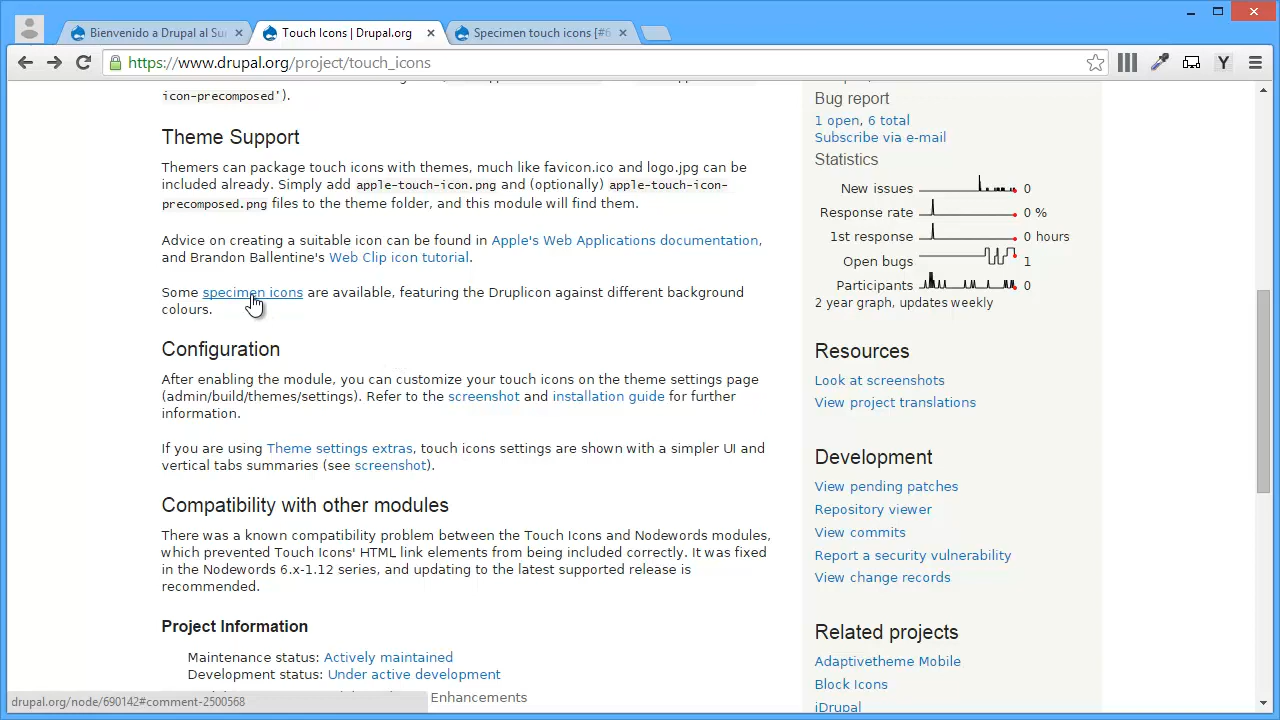 Bienvenido a Drupal al Su
Touch Icons | Drupal.org
Specimen touch icons [#6
https://www.drupal.org/project/touch_icons
Y
icon-precomposed').
Theme Support
Themers can package touch icons with themes, much like favicon.ico and logo.jpg can be
included already. Simply add apple-touch-icon.png and (optionally) apple-touch-icon-
precomposed.png files to the theme folder, and this module will find them.
Advice on creating a suitable icon can be found in Apple's Web Applications documentation,
and Brandon Ballentine's Web Clip icon tutorial.
Some specimen icons are available, featuring the Druplicon against different background
colours.
Configuration
After enabling the module, you can customize your touch icons on the theme settings page
(admin/build/themes/settings). Refer to the screenshot and installation guide for further
information.
If you are using Theme settings extras, touch icons settings are shown with a simpler UI and
vertical tabs summaries (see screenshot).
Compatibility with other modules
There was a known compatibility problem between the Touch Icons and Nodewords modules,
which prevented Touch Icons' HTML link elements from being included correctly. It was fixed
in the Nodewords 6.x-1.12 series, and updating to the latest supported release is
recommended.
Project Information
Maintenance status: Actively maintained
Development status: Under active development
Enhancements
drupal.org/node/690142#comment-2500568
Bug report
1 open, 6 total
Subscribe via e-mail
Statistics
New issues 0
Response rate 0 %
1st response 0 hours
Open bugs 1
Participants 0
2 year graph, updates weekly
Resources
Look at screenshots
View project translations
Development
View pending patches
Repository viewer
View commits
Report a security vulnerability
View change records
Related projects
Adaptivetheme Mobile
Block Icons
iDrupal